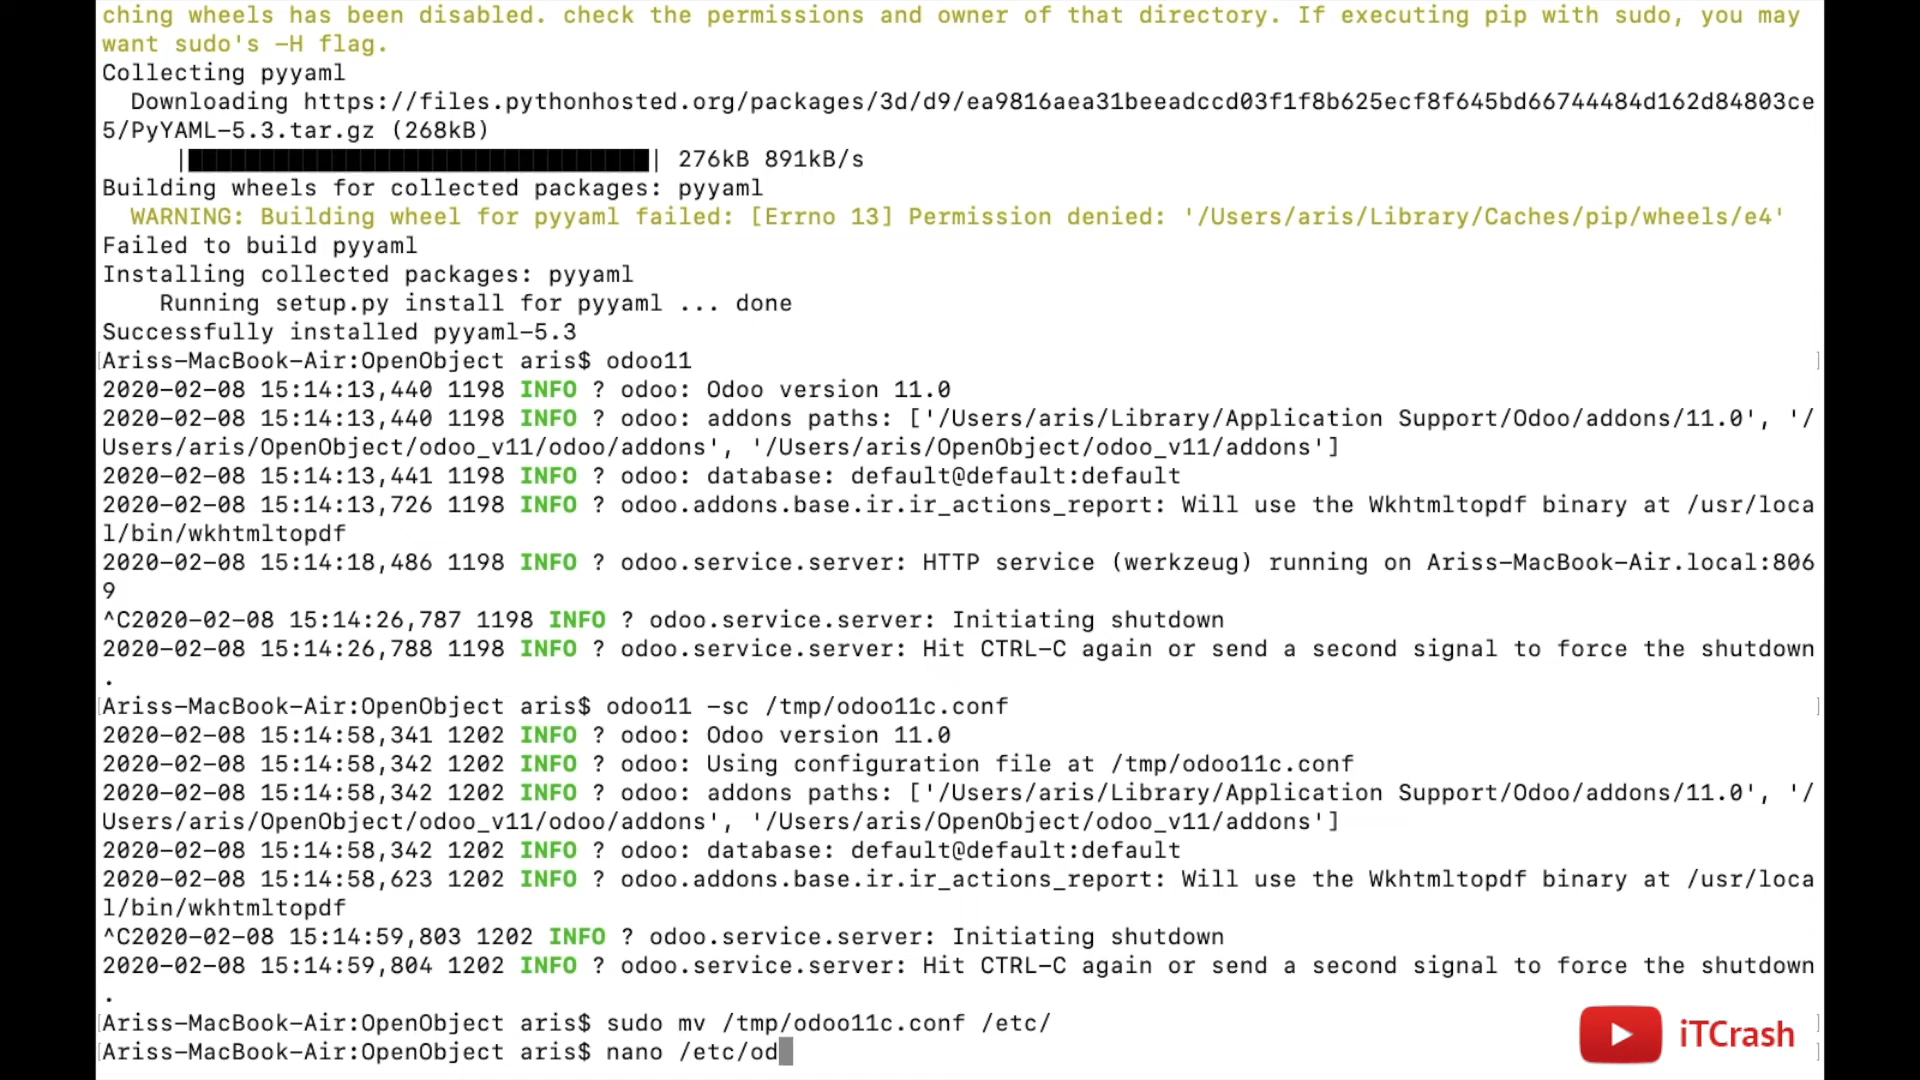 ching wheels has been disabled. check the permissions and owner of that directory. If executing pip with sudo, you may
want sudo's -H flag.
Collecting pyyaml
  Downloading https://files.pythonhosted.org/packages/3d/d9/ea9816aea31beeadccd03f1f8b625ecf8f645bd66744484d162d84803ce
5/PyYAML-5.3.tar.gz (268kB)
     |████████████████████████████████| 276kB 891kB/s
Building wheels for collected packages: pyyaml
  WARNING: Building wheel for pyyaml failed: [Errno 13] Permission denied: '/Users/aris/Library/Caches/pip/wheels/e4'
Failed to build pyyaml
Installing collected packages: pyyaml
    Running setup.py install for pyyaml ... done
Successfully installed pyyaml-5.3
[Ariss-MacBook-Air:OpenObject aris$ odoo11 ]
2020-02-08 15:14:13,440 1198 INFO ? odoo: Odoo version 11.0
2020-02-08 15:14:13,440 1198 INFO ? odoo: addons paths: ['/Users/aris/Library/Application Support/Odoo/addons/11.0', '/
Users/aris/OpenObject/odoo_v11/odoo/addons', '/Users/aris/OpenObject/odoo_v11/addons']
2020-02-08 15:14:13,441 1198 INFO ? odoo: database: default@default:default
2020-02-08 15:14:13,726 1198 INFO ? odoo.addons.base.ir.ir_actions_report: Will use the Wkhtmltopdf binary at /usr/loca
l/bin/wkhtmltopdf
2020-02-08 15:14:18,486 1198 INFO ? odoo.service.server: HTTP service (werkzeug) running on Ariss-MacBook-Air.local:806
9
^C2020-02-08 15:14:26,787 1198 INFO ? odoo.service.server: Initiating shutdown
2020-02-08 15:14:26,788 1198 INFO ? odoo.service.server: Hit CTRL-C again or send a second signal to force the shutdown
.
[Ariss-MacBook-Air:OpenObject aris$ odoo11 -sc /tmp/odoo11c.conf ]
2020-02-08 15:14:58,341 1202 INFO ? odoo: Odoo version 11.0
2020-02-08 15:14:58,342 1202 INFO ? odoo: Using configuration file at /tmp/odoo11c.conf
2020-02-08 15:14:58,342 1202 INFO ? odoo: addons paths: ['/Users/aris/Library/Application Support/Odoo/addons/11.0', '/
Users/aris/OpenObject/odoo_v11/odoo/addons', '/Users/aris/OpenObject/odoo_v11/addons']
2020-02-08 15:14:58,342 1202 INFO ? odoo: database: default@default:default
2020-02-08 15:14:58,623 1202 INFO ? odoo.addons.base.ir.ir_actions_report: Will use the Wkhtmltopdf binary at /usr/loca
l/bin/wkhtmltopdf
^C2020-02-08 15:14:59,803 1202 INFO ? odoo.service.server: Initiating shutdown
2020-02-08 15:14:59,804 1202 INFO ? odoo.service.server: Hit CTRL-C again or send a second signal to force the shutdown
.
[Ariss-MacBook-Air:OpenObject aris$ sudo mv /tmp/odoo11c.conf /etc/ ]
[Ariss-MacBook-Air:OpenObject aris$ nano /etc/od ]
iTCrash